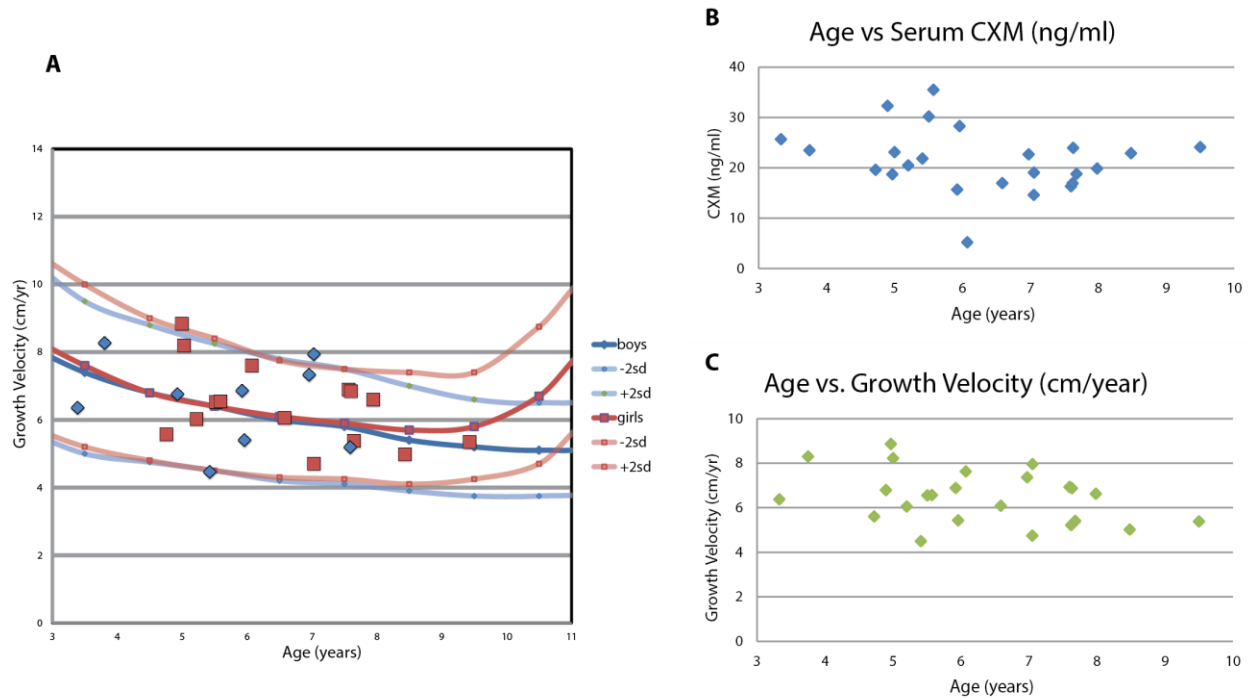 A
14
12
10
8
6
4
2
0
3 4 5 6 7 8 9 10 11
Growth Velocity (cm/yr)
Age (years)
boys
-2sd
+2sd
girls
-2sd
+2sd
B
Age vs Serum CXM (ng/ml)
40
30
20
10
0
3 4 5 6 7 8 9 10
CXM (ng/ml)
Age (years)
C
Age vs. Growth Velocity (cm/year)
10
8
6
4
2
0
3 4 5 6 7 8 9 10
Growth Velocity (cm/yr)
Age (years)